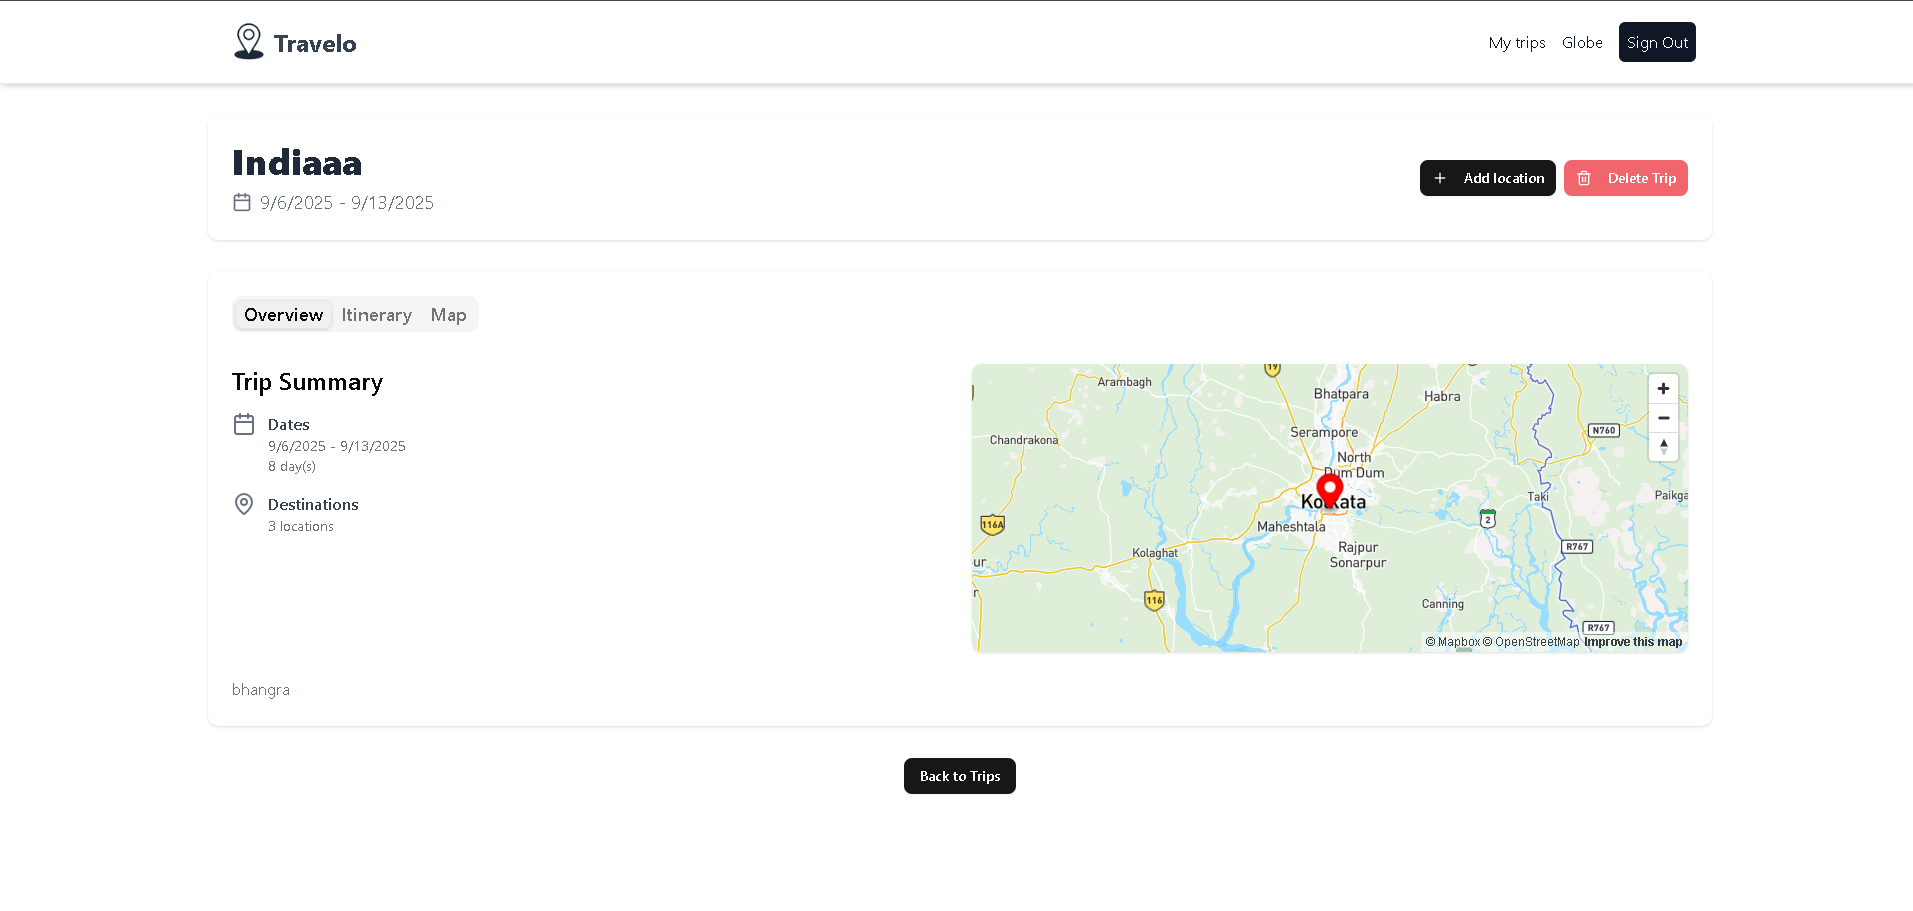 Travelo
My trips Globe Sign Out
Indiaaa
9/6/2025 - 9/13/2025
Add location Delete Trip
Overview Itinerary Map
Trip Summary
Dates
9/6/2025 - 9/13/2025
8 day(s)
Destinations
3 locations
19
Arambagh
Bhatpara
Habra
Chandrakona
Serampore
N760
North
Dum Dum
Kolkata
Taki
Paikga
116A
Maheshtala
2
Kolaghat
Rajpur
Sonarpur
R767
ur
r
116
Canning
R767
© Mapbox © OpenStreetMap Improve this map
bhangra
Back to Trips